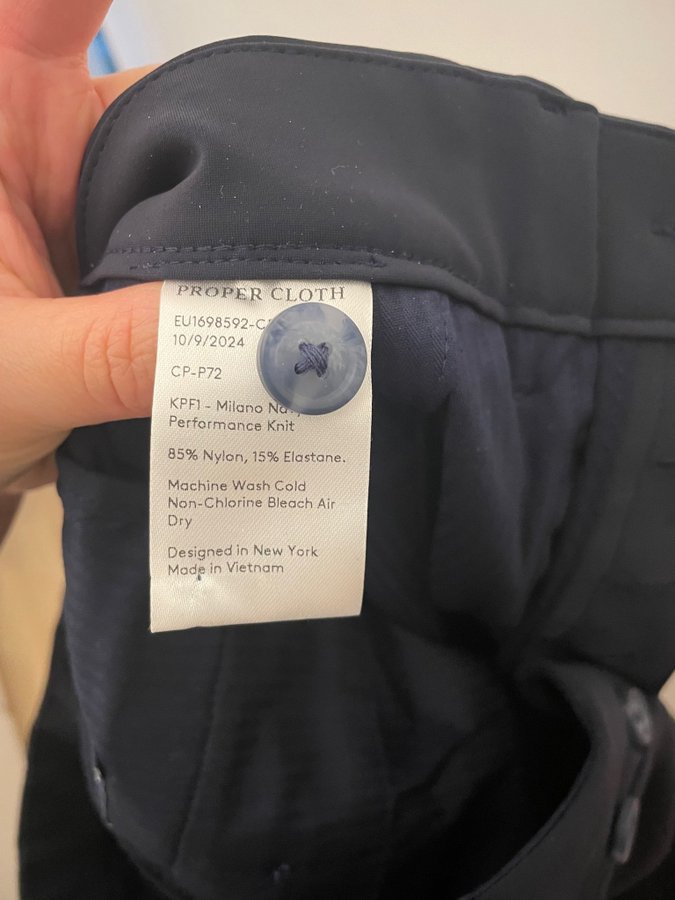 PROPER CLOTH
EU1698592-C
10/9/2024
CP-P72
KPF1 - Milano
Performance Knit
85% Nylon, 15% Elastane.
Machine Wash Cold
Non-Chlorine Bleach Air
Dry
Designed in New York
Made in Vietnam